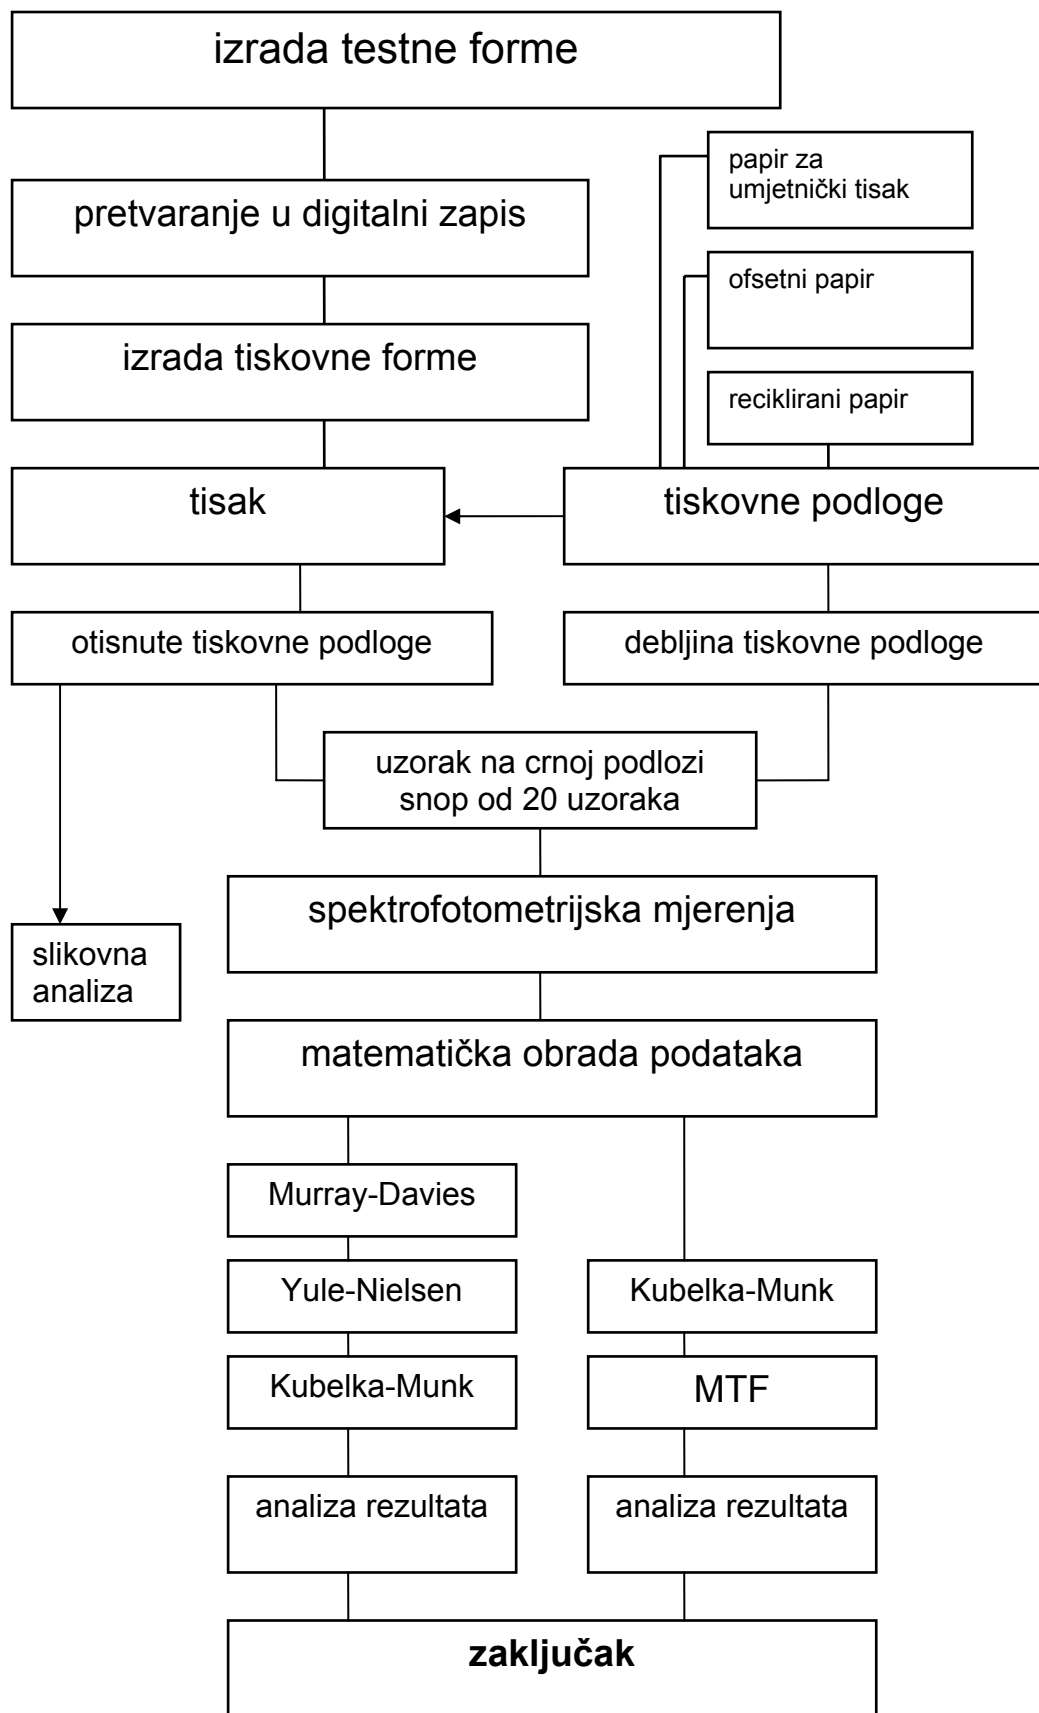 izrada testne forme
pretvaranje u digitalni zapis
papir za
umjetnički tisak
ofsetni papir
izrada tiskovne forme
reciklirani papir
tisak
tiskovne podloge
otisnute tiskovne podloge
debljina tiskovne podloge
uzorak na crnoj podlozi
snop od 20 uzoraka
spektrofotometrijska mjerenja
slikovna
analiza
matematička obrada podataka
Murray-Davies
Yule-Nielsen
Kubelka-Munk
Kubelka-Munk
MTF
analiza rezultata
analiza rezultata
zaključak